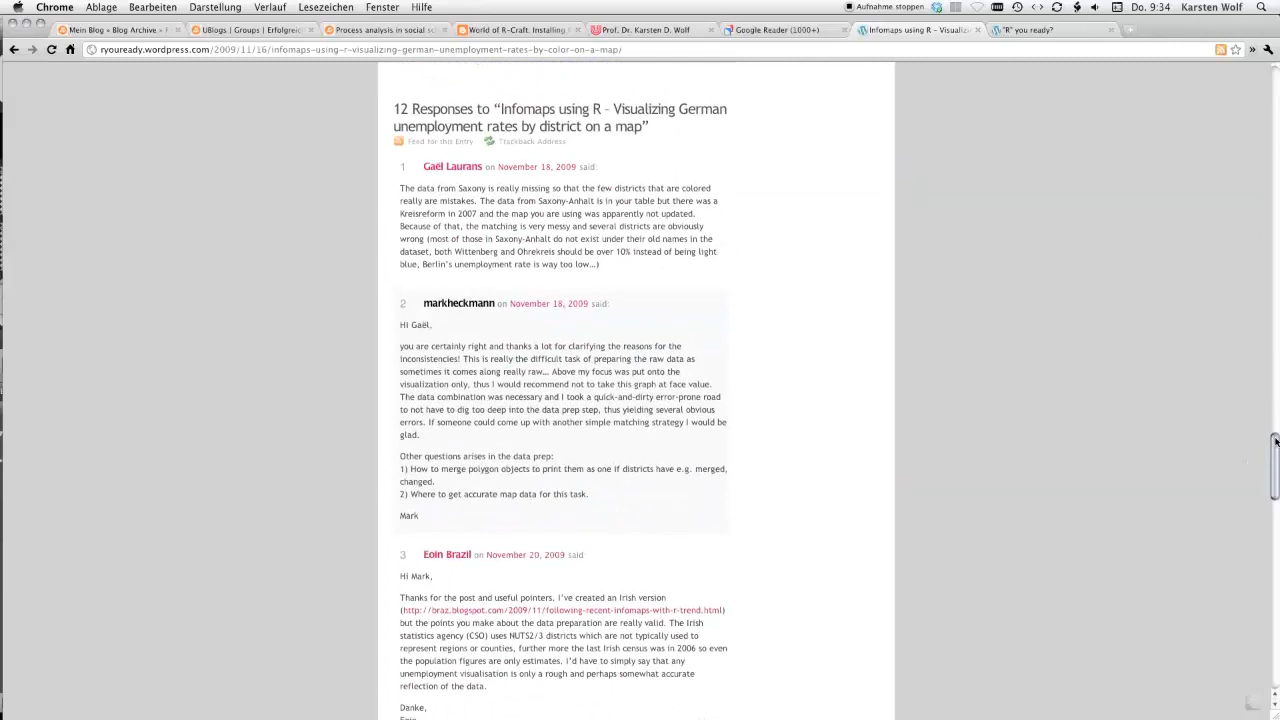 Chrome Ablage Bearbeiten Darstellung Verlauf Lesezeichen Fenster Hilfe Aufnahme stoppen Do. 9:34 Karsten Wolf
Mein Blog » Blog Archive » UBlogs | Groups | Erfolgreic Process analysis in social sc World of R-Craft. Installing Prof. Dr. Karsten D. Wolf Google Reader (1000+) Infomaps using R – Visualiz "R" you ready?
ryouready.wordpress.com/2009/11/16/infomaps-using-r-visualizing-german-unemployment-rates-by-color-on-a-map/
12 Responses to “Infomaps using R – Visualizing German
unemployment rates by district on a map”
Feed for this Entry Trackback Address
1 Gaël Laurans on November 18, 2009 said:
The data from Saxony is really missing so that the few districts that are colored
really are mistakes. The data from Saxony-Anhalt is in your table but there was a
Kreisreform in 2007 and the map you are using was apparently not updated.
Because of that, the matching is very messy and several districts are obviously
wrong (most of those in Saxony-Anhalt do not exist under their old names in the
dataset, both Wittenberg and Ohrekreis should be over 10% instead of being light
blue, Berlin’s unemployment rate is way too low…)
2 markheckmann on November 18, 2009 said:
Hi Gaël,
you are certainly right and thanks a lot for clarifying the reasons for the
inconsistencies! This is really the difficult task of preparing the raw data as
sometimes it comes along really raw… Above my focus was put onto the
visualization only, thus I would recommend not to take this graph at face value.
The data combination was necessary and I took a quick-and-dirty error-prone road
to not have to dig too deep into the data prep step, thus yielding several obvious
errors. If someone could come up with another simple matching strategy I would be
glad.
Other questions arises in the data prep:
1) How to merge polygon objects to print them as one if districts have e.g. merged,
changed.
2) Where to get accurate map data for this task.
Mark
3 Eoin Brazil on November 20, 2009 said:
Hi Mark,
Thanks for the post and useful pointers, I’ve created an Irish version
(http://braz.blogspot.com/2009/11/following-recent-infomaps-with-r-trend.html)
but the points you make about the data preparation are really valid. The Irish
statistics agency (CSO) uses NUTS2/3 districts which are not typically used to
represent regions or counties, further more the last Irish census was in 2006 so even
the population figures are only estimates. I’d have to simply say that any
unemployment visualisation is only a rough and perhaps somewhat accurate
reflection of the data.
Danke,
Eoin